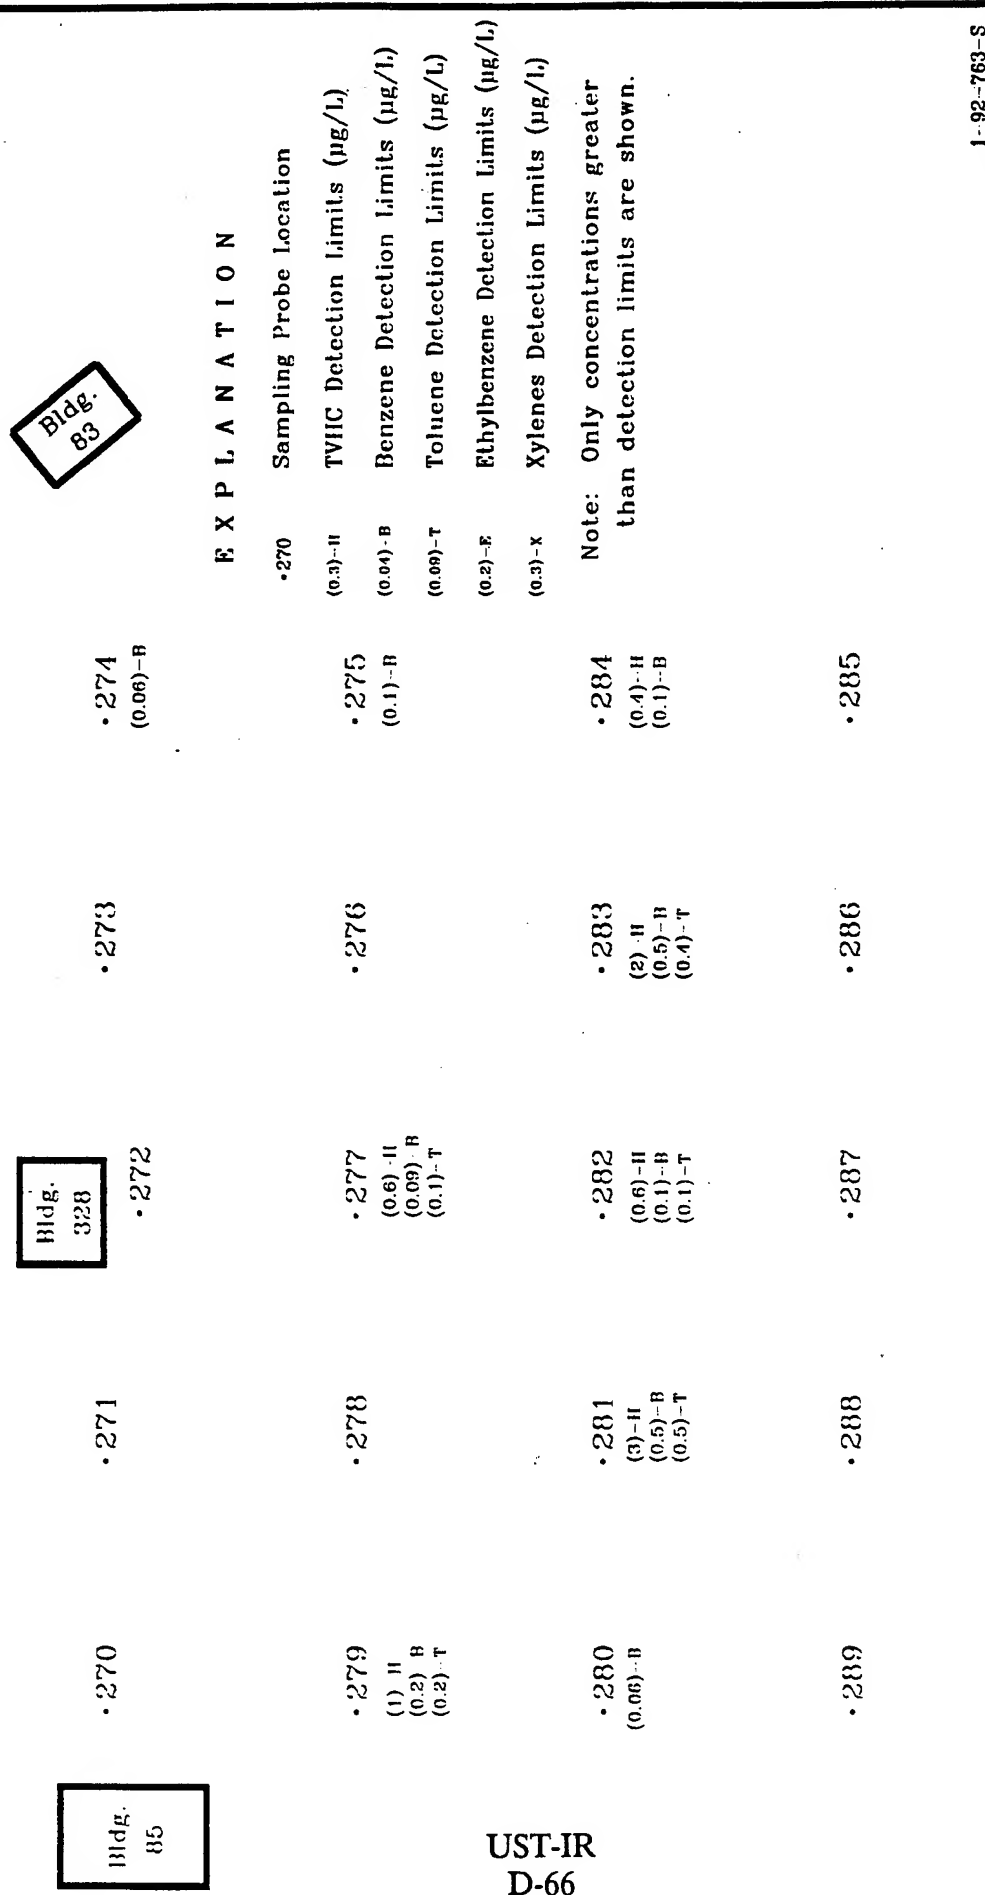 Bldg.
85
Bldg.
328
Bldg.
83
·270
·271
·272
·273
·274
(0.06)-B
·279
(1) H
(0.2) B
(0.2)-T
·278
·277
(0.6)-H
(0.09)-B
(0.1)-T
·276
·275
(0.1)-B
·280
(0.06)-B
·281
(3)-H
(0.5)-B
(0.5)-T
·282
(0.6)-H
(0.1)-B
(0.1)-T
·283
(2)-H
(0.5)-B
(0.4)-T
·284
(0.4)-H
(0.1)-B
·289
·288
·287
·286
·285
EXPLANATION
·270 Sampling Probe Location
(0.3)-H TVHC Detection Limits (µg/L)
(0.04)-B Benzene Detection Limits (µg/L)
(0.09)-T Toluene Detection Limits (µg/L)
(0.2)-E Ethylbenzene Detection Limits (µg/L)
(0.3)-X Xylenes Detection Limits (µg/L)
Note: Only concentrations greater
than detection limits are shown.
1-92-763-S
UST-IR
D-66